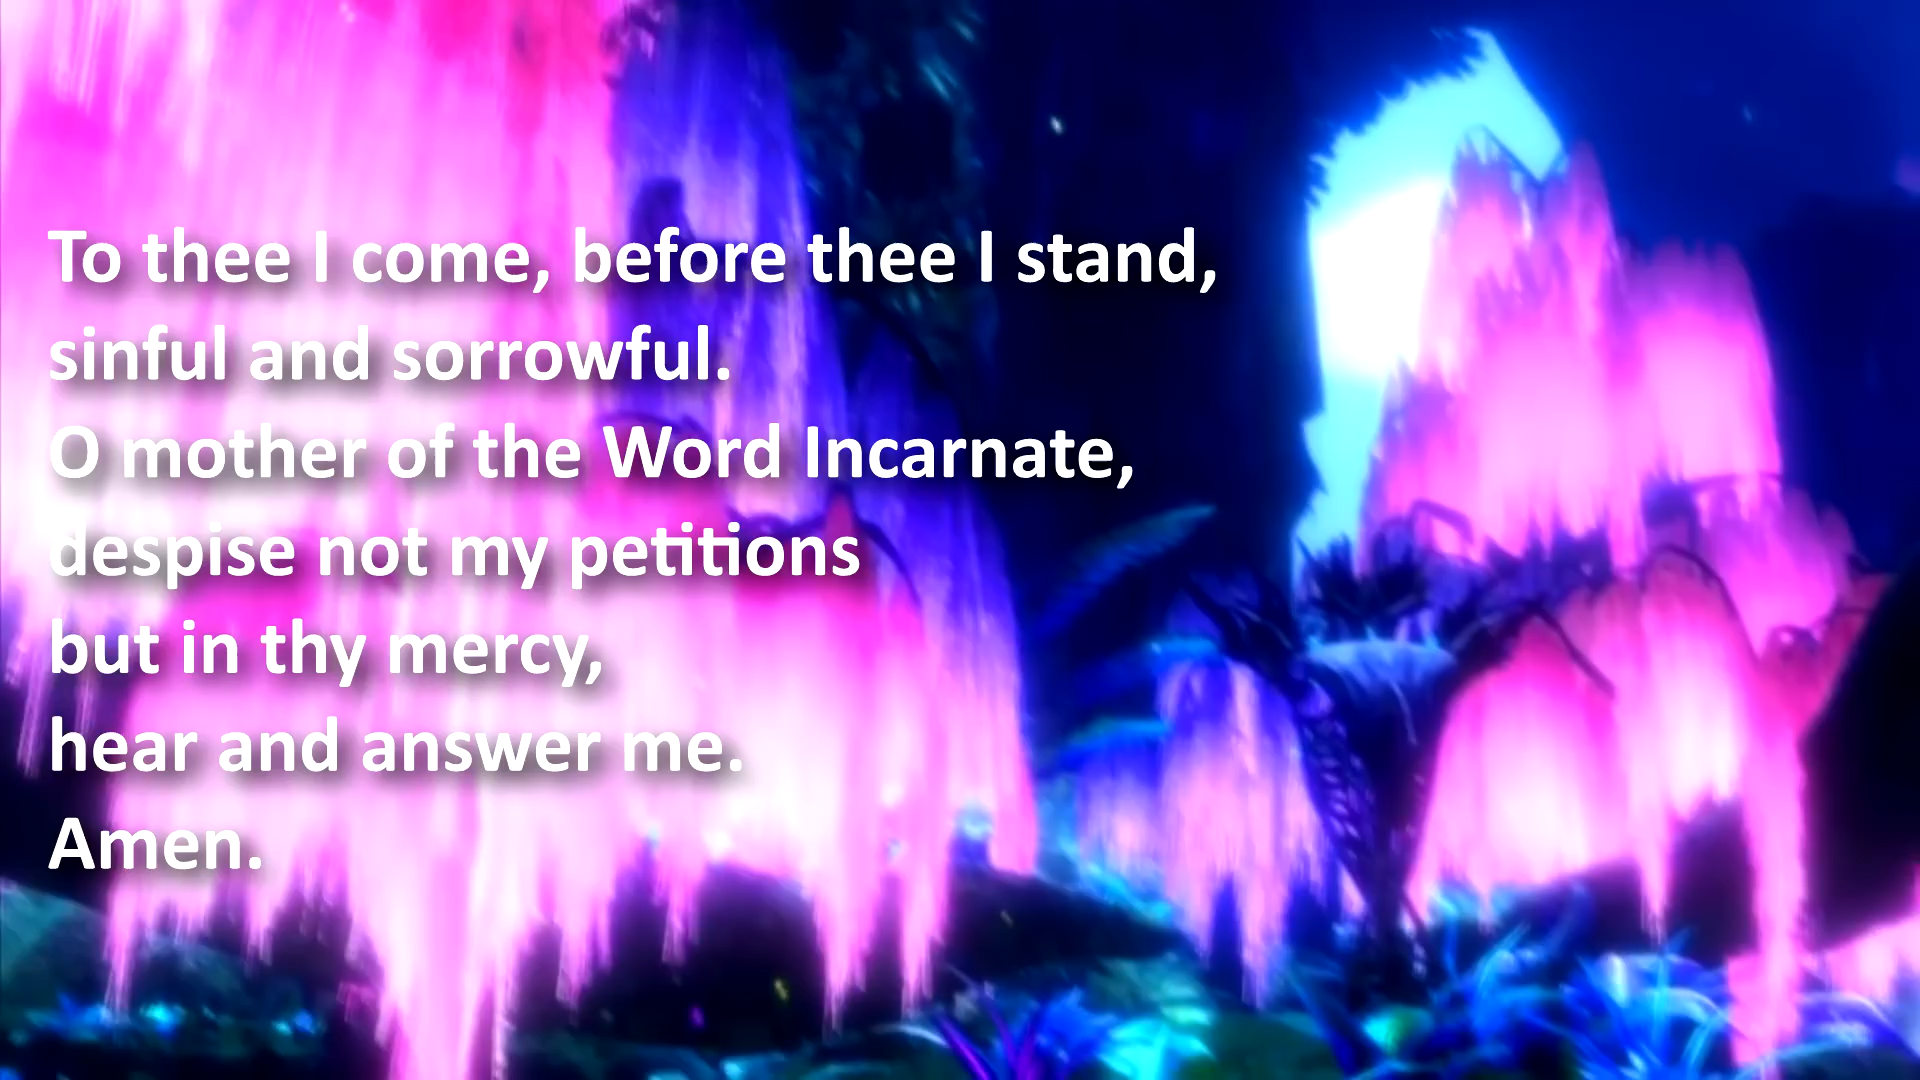 To thee I come, before thee I stand,
sinful and sorrowful.
O mother of the Word Incarnate,
despise not my petitions
but in thy mercy,
hear and answer me.
Amen.